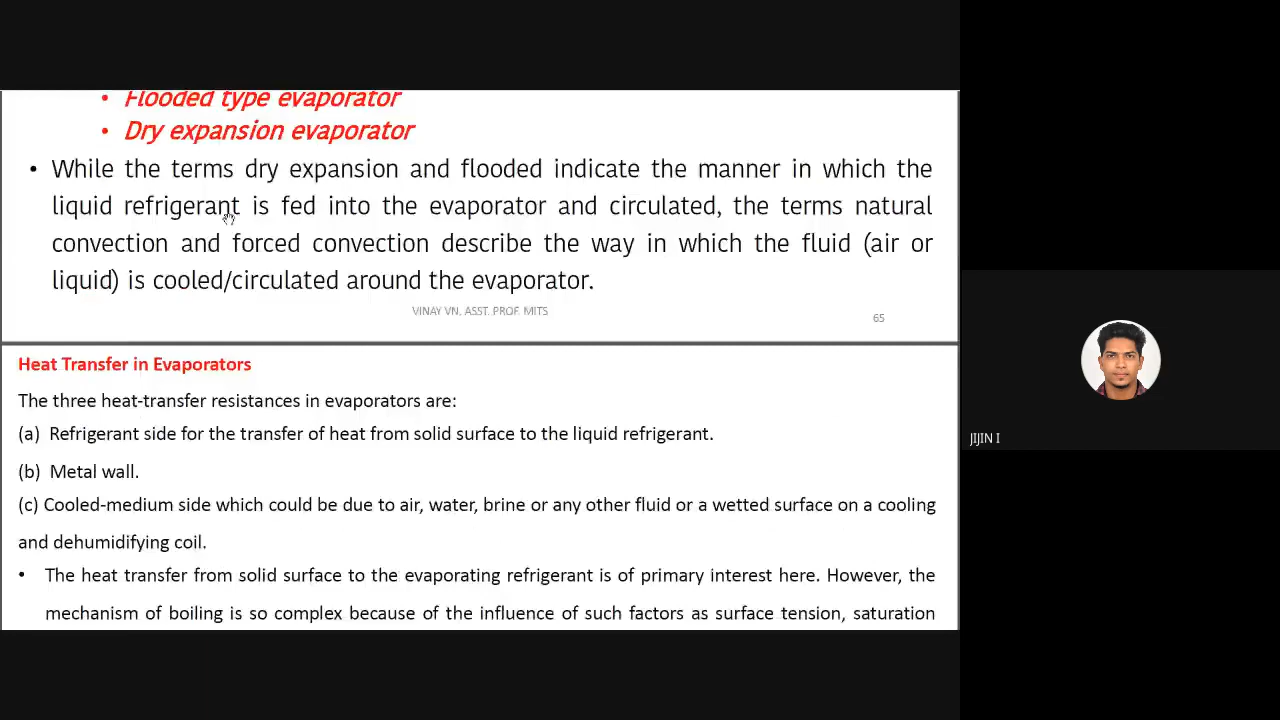 • Flooded type evaporator
• Dry expansion evaporator
• While the terms dry expansion and flooded indicate the manner in which the
liquid refrigerant is fed into the evaporator and circulated, the terms natural
convection and forced convection describe the way in which the fluid (air or
liquid) is cooled/circulated around the evaporator.
VINAY VN, ASST. PROF. MITS
65
Heat Transfer in Evaporators
The three heat-transfer resistances in evaporators are:
(a) Refrigerant side for the transfer of heat from solid surface to the liquid refrigerant.
(b) Metal wall.
(c) Cooled-medium side which could be due to air, water, brine or any other fluid or a wetted surface on a cooling
and dehumidifying coil.
• The heat transfer from solid surface to the evaporating refrigerant is of primary interest here. However, the
mechanism of boiling is so complex because of the influence of such factors as surface tension, saturation
JIJIN I